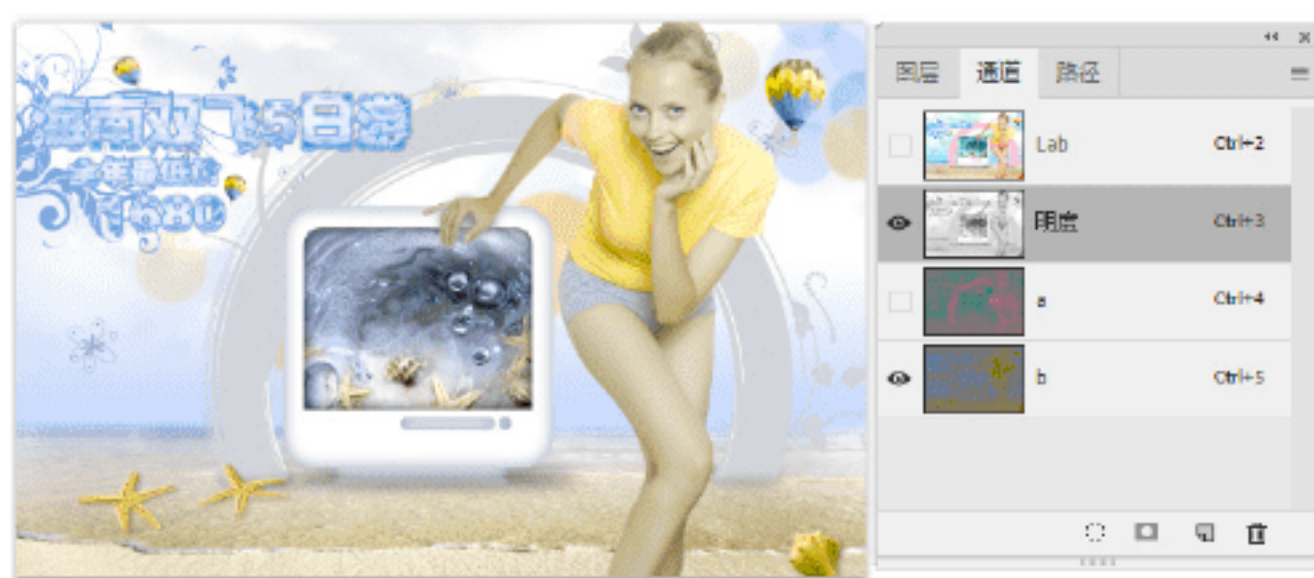 海南双飞5日游
全年最低价
¥680
图层 通道 路径
Lab Ctrl+2
明度 Ctrl+3
a Ctrl+4
b Ctrl+5